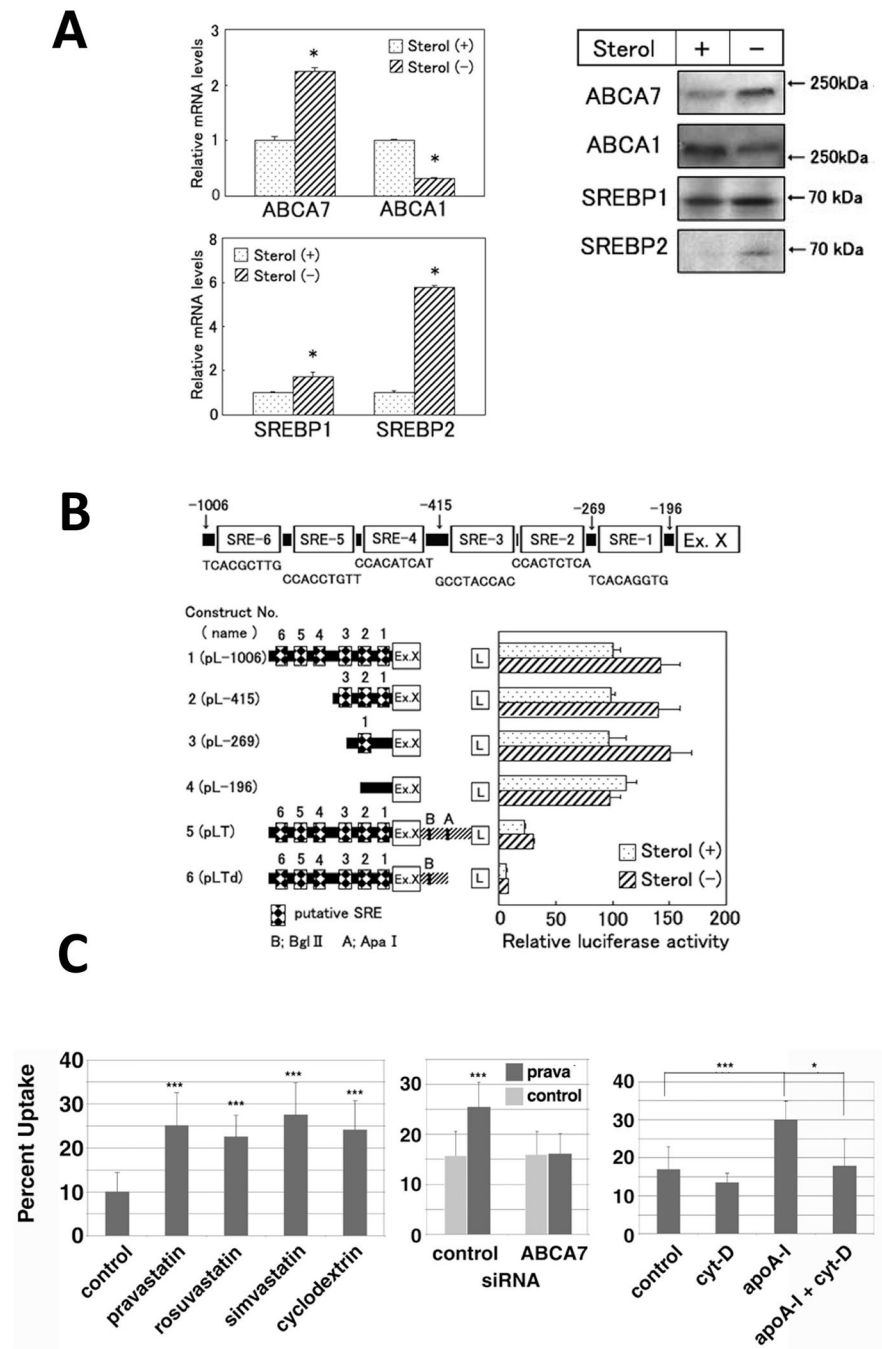 A
Relative mRNA levels
3
2
1
0
Sterol (+)
Sterol (−)
*
*
ABCA7 ABCA1
Relative mRNA levels
8
6
4
2
0
Sterol (+)
Sterol (−)
*
*
SREBP1 SREBP2
Sterol + −
ABCA7 ←250kDa
ABCA1 ←250kDa
SREBP1 ←70 kDa
SREBP2 ←70 kDa
B
−1006 −415 −269 −196
SRE-6 SRE-5 SRE-4 SRE-3 SRE-2 SRE-1 Ex. X
TCACGCTTG CCACCTGTT CCACATCAT GCCTACCAC CCACTCTCA TCACAGGTG
Construct No.
( name )
6 5 4 3 2 1
1 (pL-1006) Ex.X L
3 2 1
2 (pL-415) Ex.X L
1
3 (pL-269) Ex.X L
4 (pL-196) Ex.X L
6 5 4 3 2 1 B A
5 (pLT) Ex.X L
6 5 4 3 2 1 B
6 (pLTd) Ex.X L
putative SRE
B; Bgl II A; Apa I
Sterol (+)
Sterol (−)
0 50 100 150 200
Relative luciferase activity
C
Percent Uptake
40
30
20
10
0
***
***
***
***
control
pravastatin
rosuvastatin
simvastatin
cyclodextrin
30
20
10
0
***
prava
control
control ABCA7
siRNA
40
30
20
10
0
*** *
control
cyt-D
apoA-I
apoA-I + cyt-D